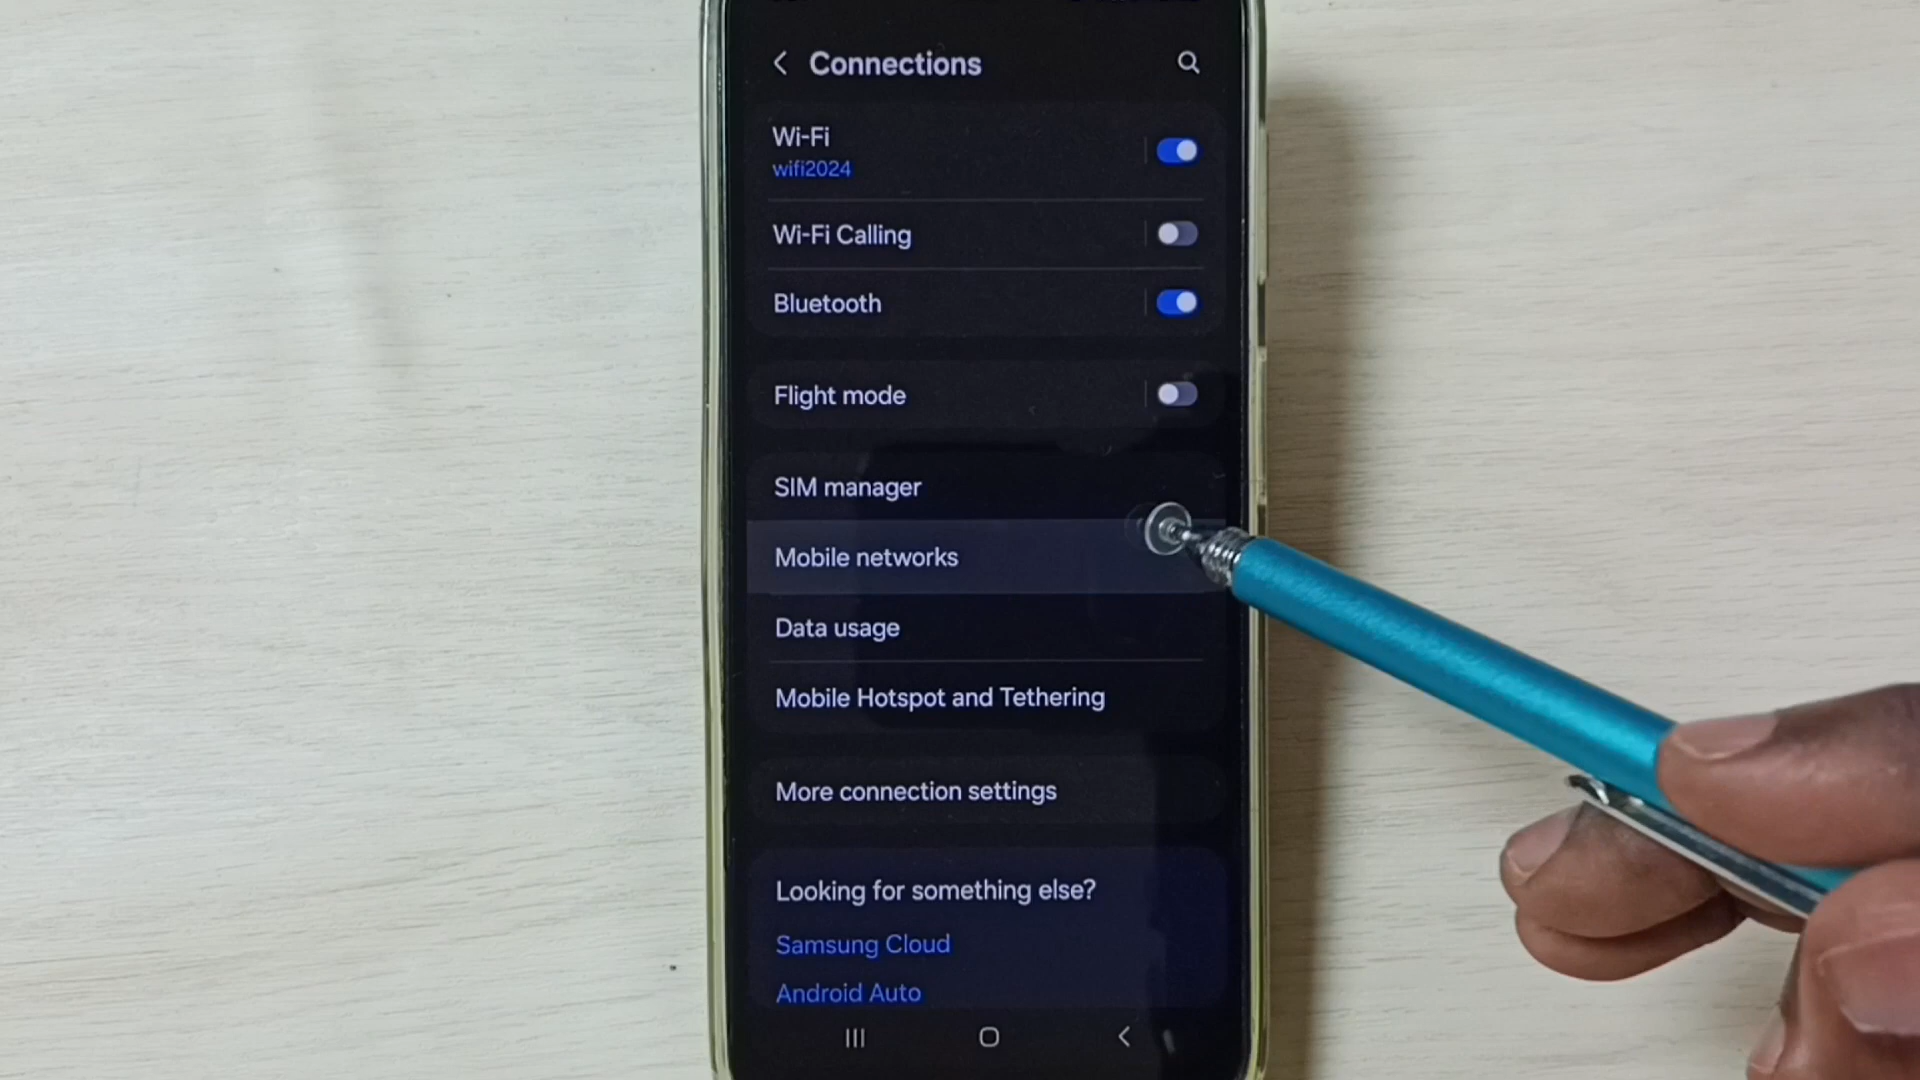 Connections
Wi-Fi
wifi2024
Wi-Fi Calling
Bluetooth
Flight mode
SIM manager
Mobile networks
Data usage
Mobile Hotspot and Tethering
More connection settings
Looking for something else?
Samsung Cloud
Android Auto